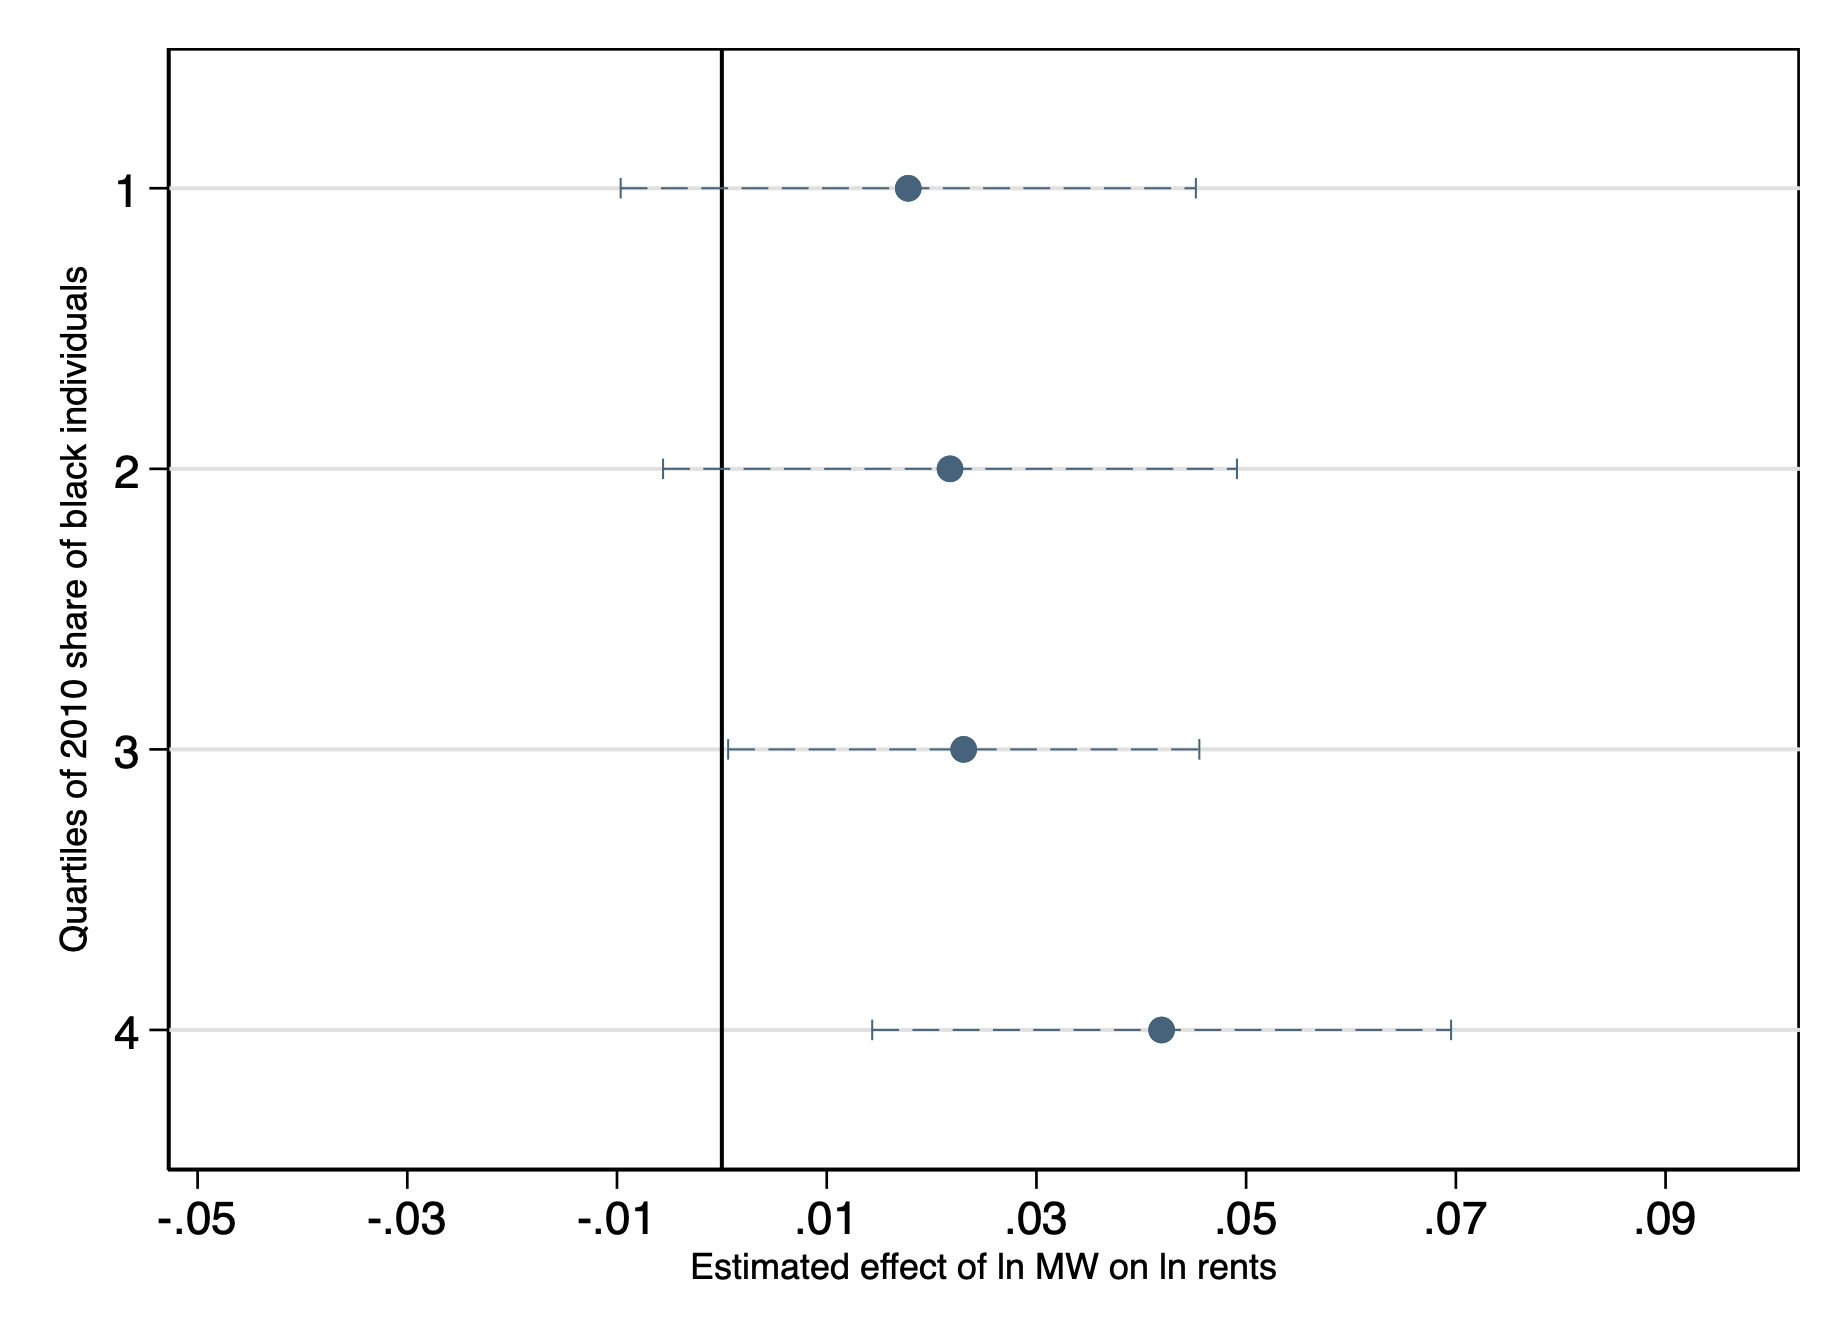 Quartiles of 2010 share of black individuals
1
2
3
4
-.05 -.03 -.01 .01 .03 .05 .07 .09
Estimated effect of ln MW on ln rents